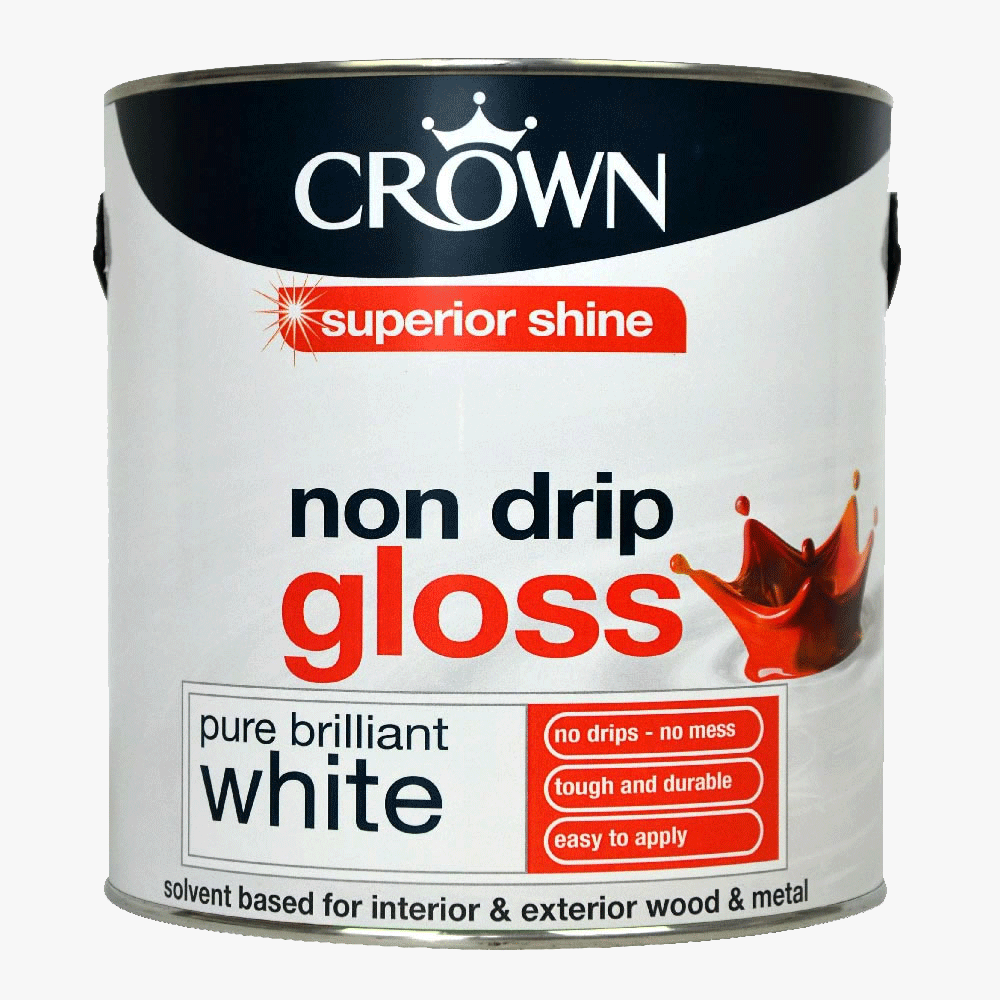 CROWN
superior shine
non drip
gloss
pure brilliant
white
no drips - no mess
tough and durable
easy to apply
solvent based for interior & exterior wood & metal